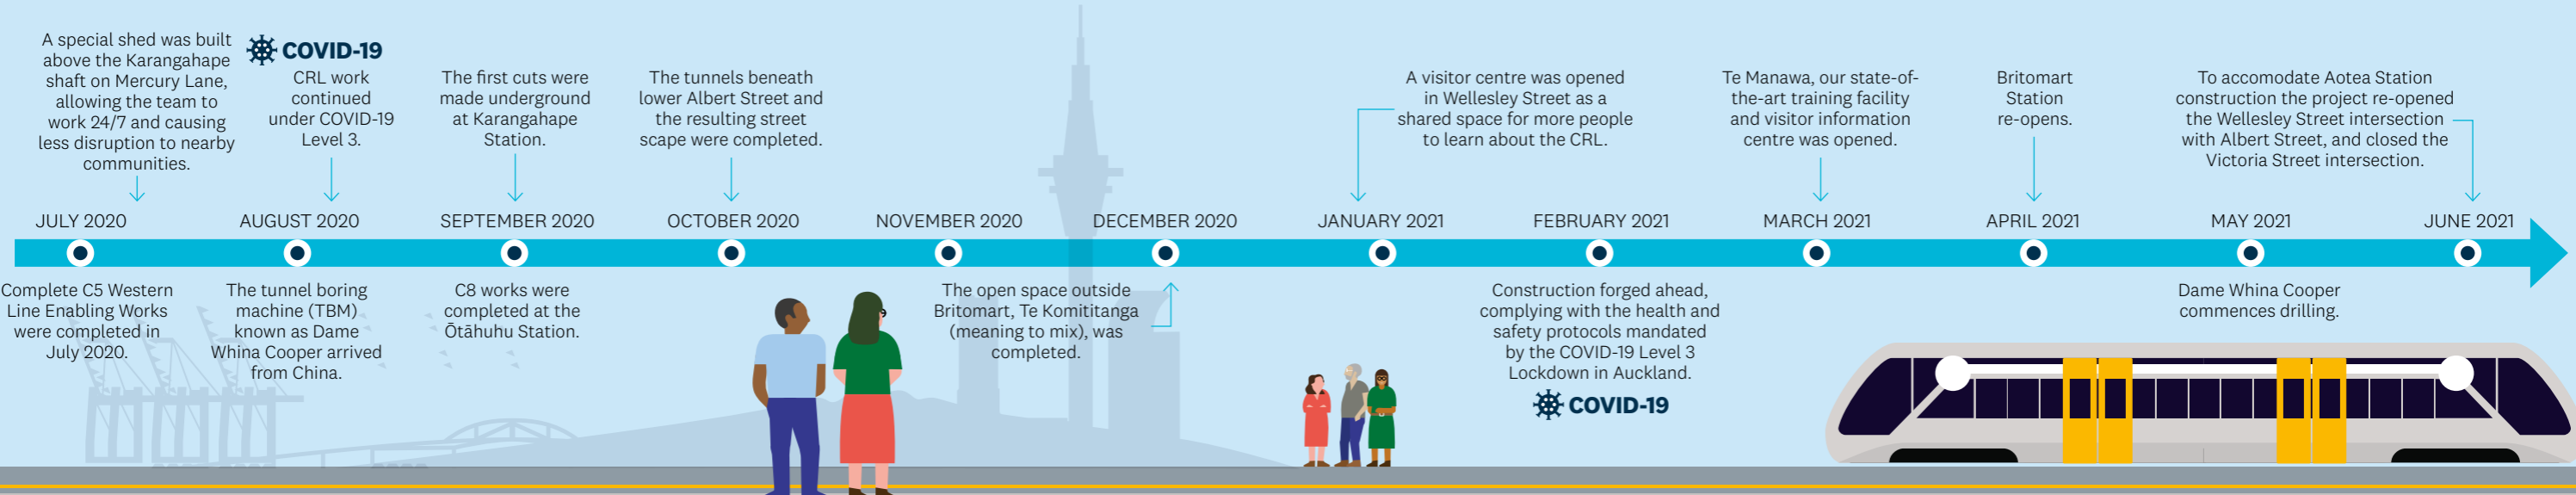 A special shed was built
above the Karangahape
shaft on Mercury Lane,
allowing the team to
work 24/7 and causing
less disruption to nearby
communities.
COVID-19
CRL work
continued
under COVID-19
Level 3.
The first cuts were
made underground
at Karangahape
Station.
The tunnels beneath
lower Albert Street and
the resulting street
scape were completed.
A visitor centre was opened
in Wellesley Street as a
shared space for more people
to learn about the CRL.
Te Manawa, our state-of-
the-art training facility
and visitor information
centre was opened.
Britomart
Station
re-opens.
To accomodate Aotea Station
construction the project re-opened
the Wellesley Street intersection
with Albert Street, and closed the
Victoria Street intersection.
JULY 2020
AUGUST 2020
SEPTEMBER 2020
OCTOBER 2020
NOVEMBER 2020
DECEMBER 2020
JANUARY 2021
FEBRUARY 2021
MARCH 2021
APRIL 2021
MAY 2021
JUNE 2021
Complete C5 Western
Line Enabling Works
were completed in
July 2020.
The tunnel boring
machine (TBM)
known as Dame
Whina Cooper arrived
from China.
C8 works were
completed at the
Ōtāhuhu Station.
The open space outside
Britomart, Te Komititanga
(meaning to mix), was
completed.
Construction forged ahead,
complying with the health and
safety protocols mandated
by the COVID-19 Level 3
Lockdown in Auckland.
COVID-19
Dame Whina Cooper
commences drilling.